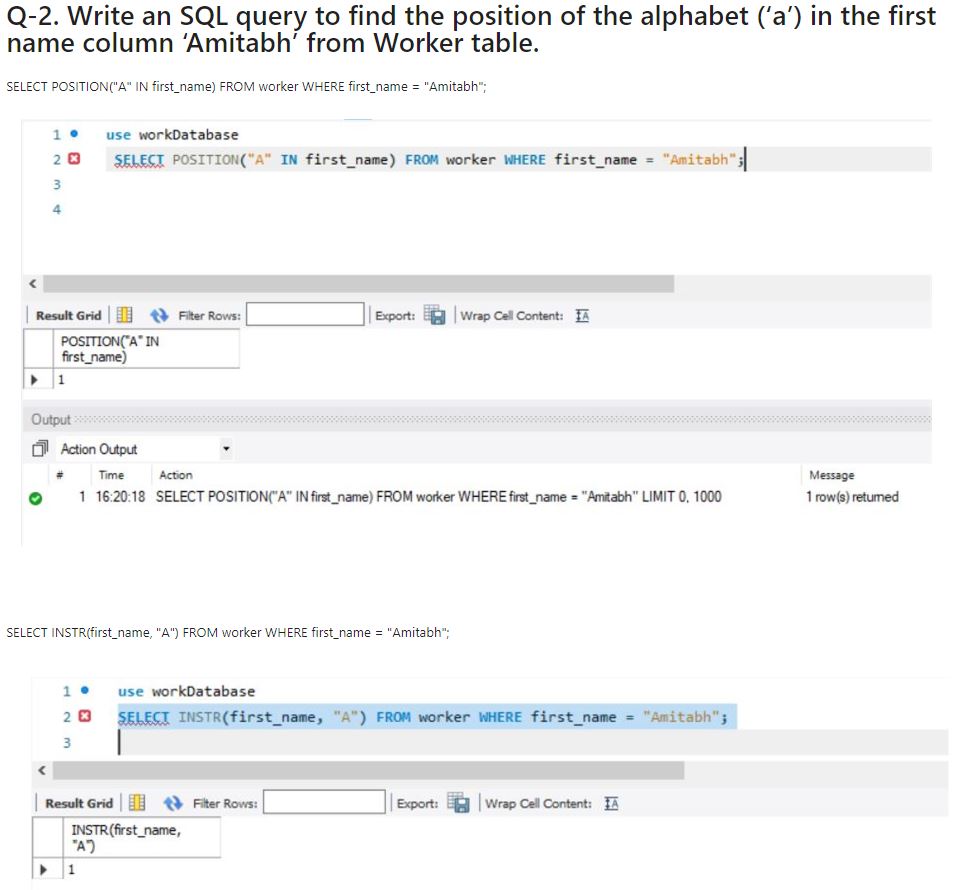 Q-2. Write an SQL query to find the position of the alphabet (‘a’) in the first
name column ‘Amitabh’ from Worker table.
SELECT POSITION("A" IN first_name) FROM worker WHERE first_name = "Amitabh";
1 use workDatabase
2 SELECT POSITION("A" IN first_name) FROM worker WHERE first_name = "Amitabh";
3
4
Result Grid Filter Rows: Export: Wrap Cell Content: IA
POSITION("A" IN
first_name)
1
Output
Action Output
# Time Action Message
1 16:20:18 SELECT POSITION("A" IN first_name) FROM worker WHERE first_name = "Amitabh" LIMIT 0, 1000 1 row(s) returned
SELECT INSTR(first_name, "A") FROM worker WHERE first_name = "Amitabh";
1 use workDatabase
2 SELECT INSTR(first_name, "A") FROM worker WHERE first_name = "Amitabh";
3
Result Grid Filter Rows: Export: Wrap Cell Content: IA
INSTR(first_name,
"A")
1